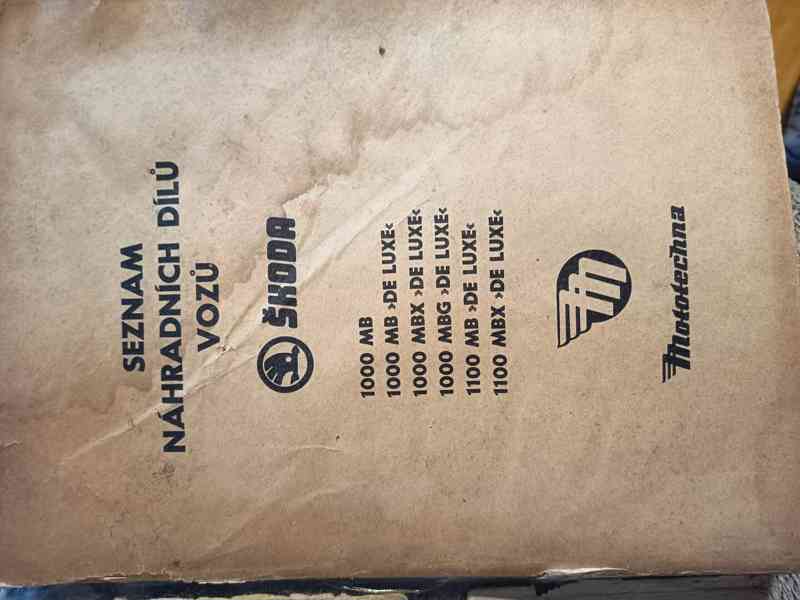 SEZNAM
NÁHRADNÍCH DÍLŮ
VOZŮ
ŠKODA
1000 MB
1000 MB ›DE LUXE‹
1000 MBX ›DE LUXE‹
1000 MBG ›DE LUXE‹
1100 MB ›DE LUXE‹
1100 MBX ›DE LUXE‹
m
Mototechna